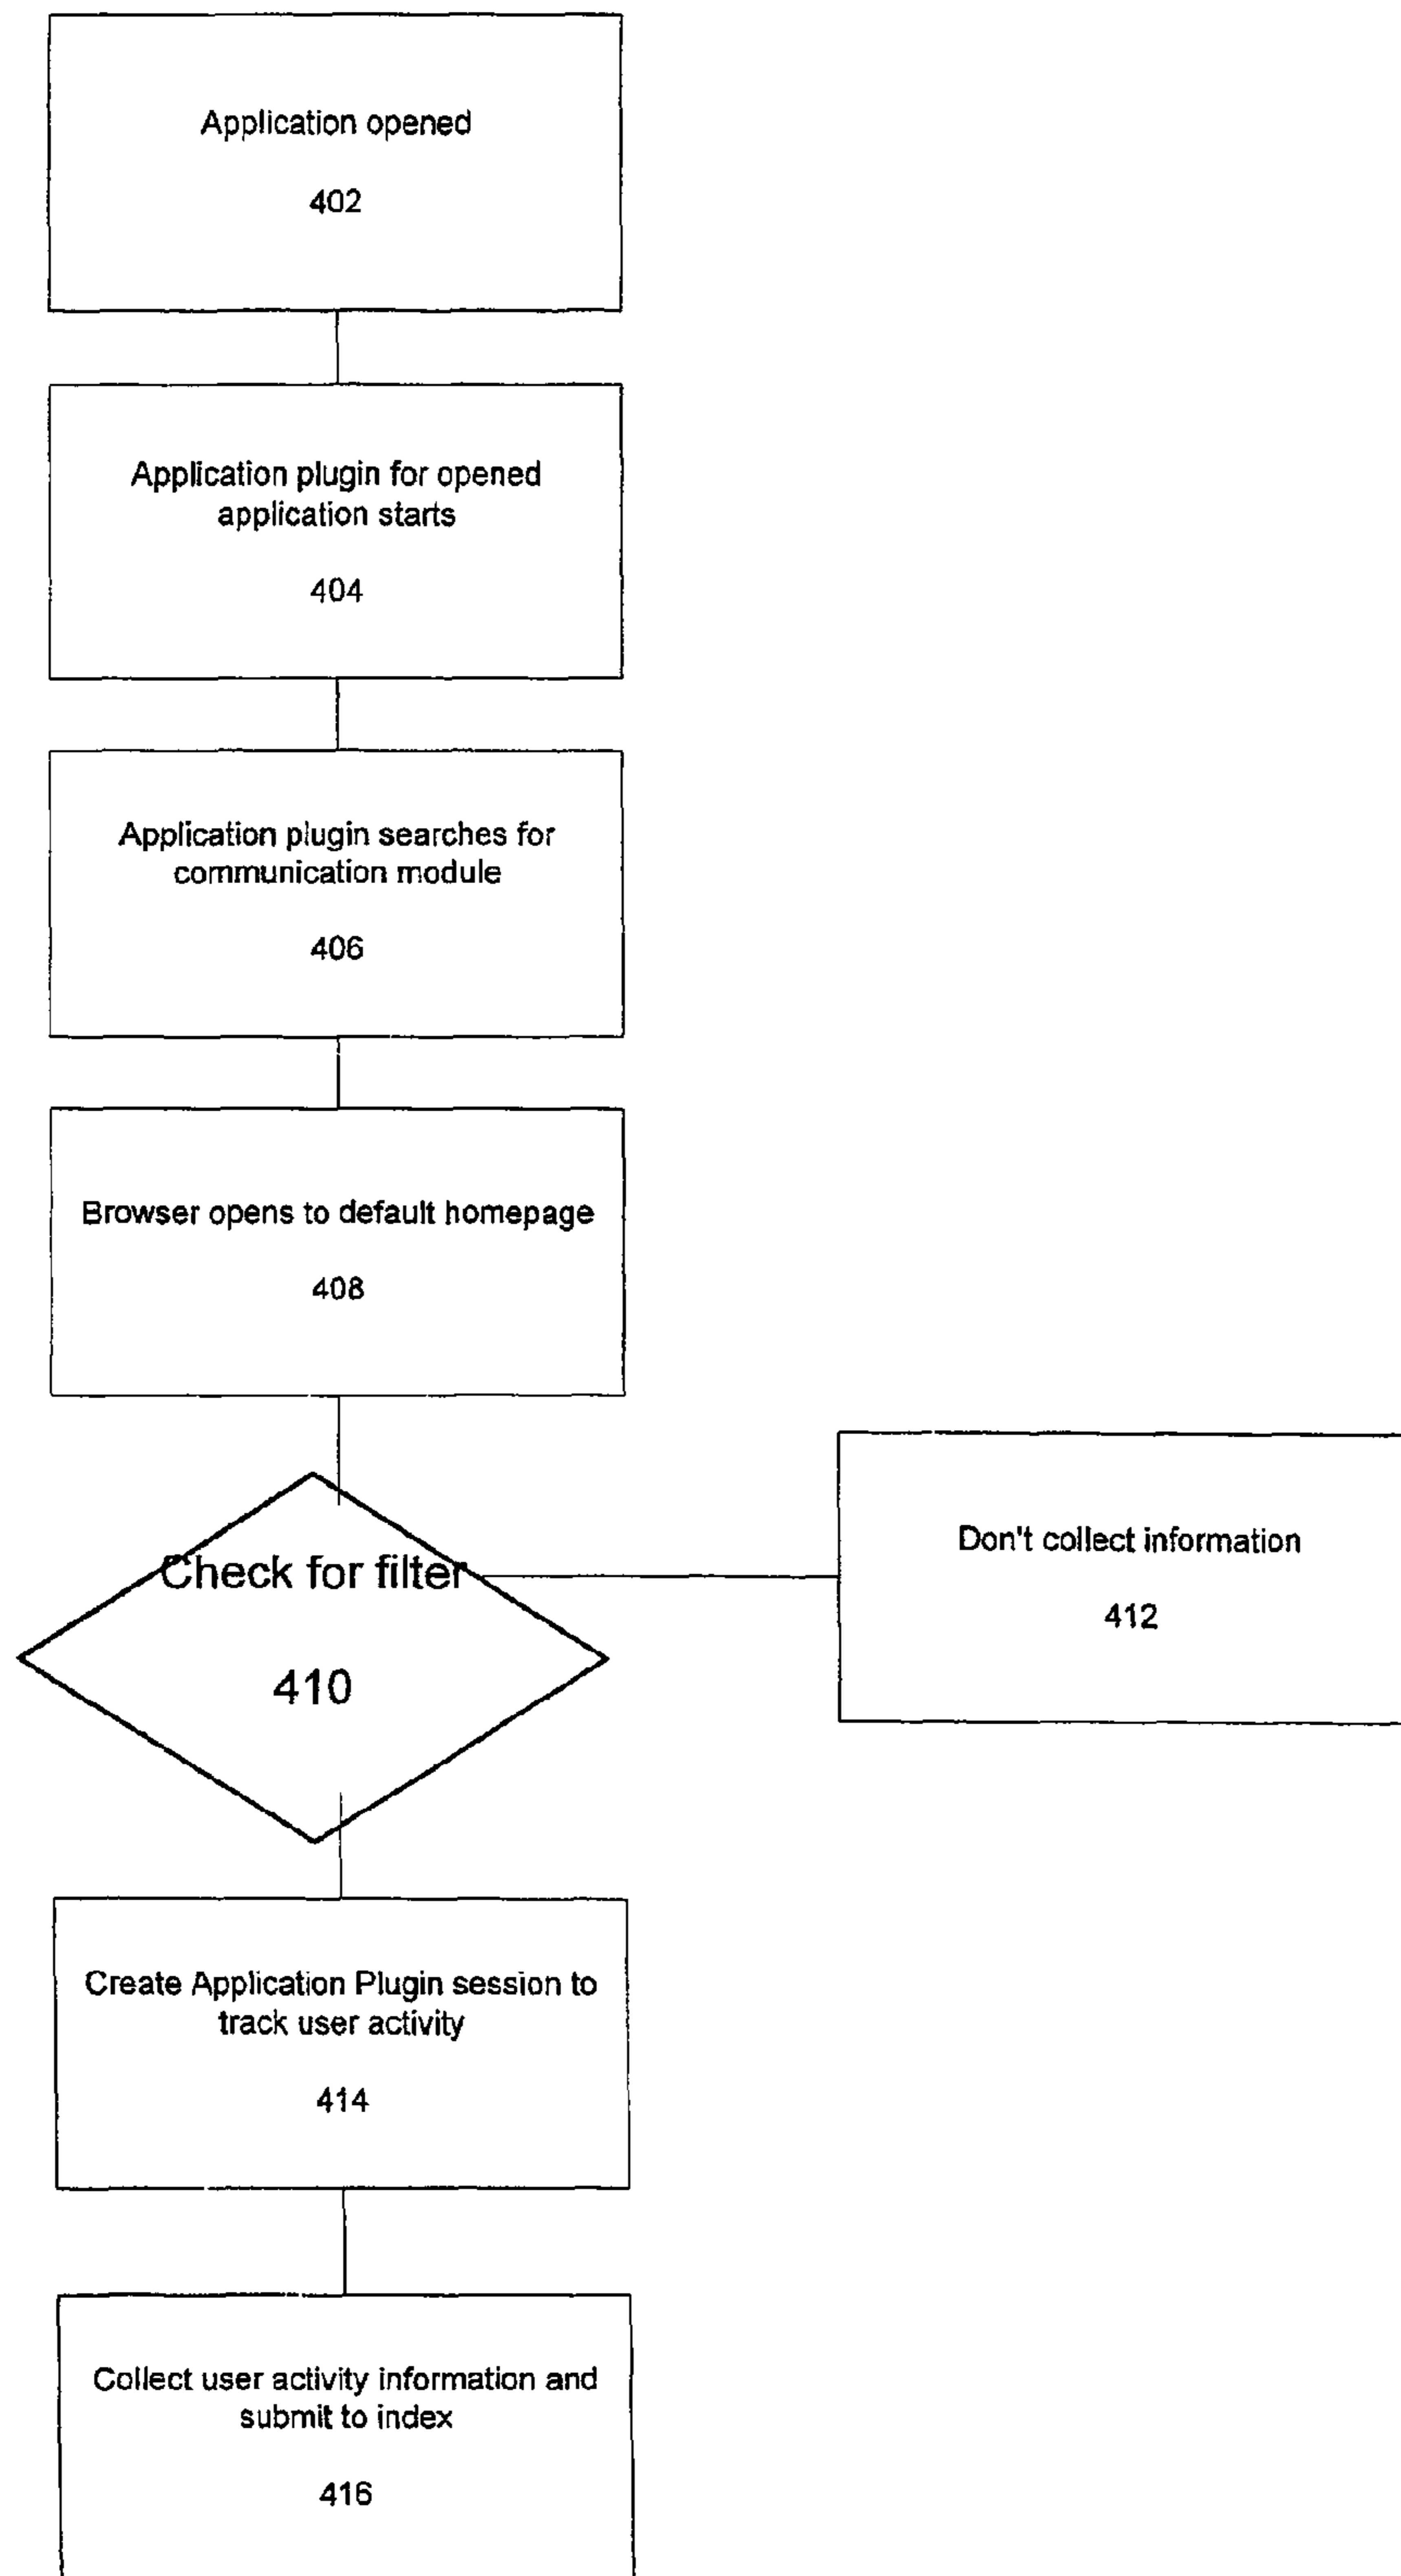 Application opened
402
Application plugin for opened
application starts
404
Application plugin searches for
communication module
406
Browser opens to default homepage
408
Check for filter
410
Don't collect information
412
Create Application Plugin session to
track user activity
414
Collect user activity information and
submit to index
416